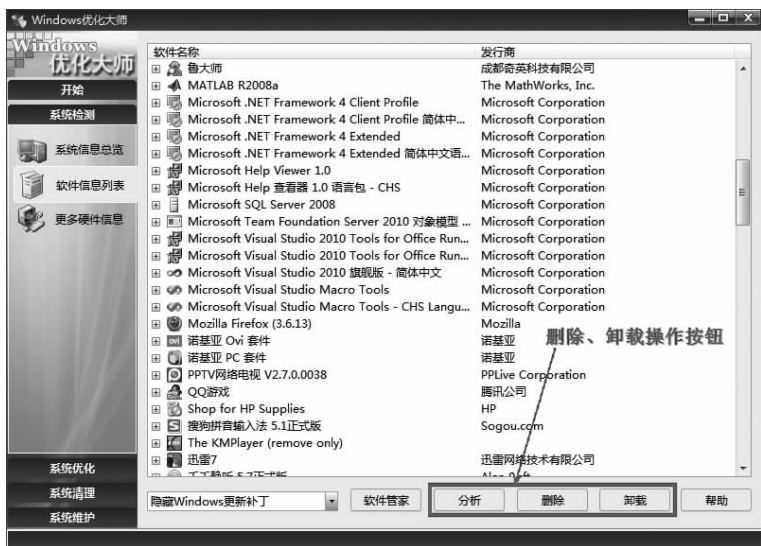 Windows优化大师
Windows
优化大师
开始
系统检测
系统信息总览
软件信息列表
更多硬件信息
系统优化
系统清理
系统维护
软件名称 发行商
鲁大师 成都奇英科技有限公司
MATLAB R2008a The MathWorks, Inc.
Microsoft .NET Framework 4 Client Profile Microsoft Corporation
Microsoft .NET Framework 4 Client Profile 简体中... Microsoft Corporation
Microsoft .NET Framework 4 Extended Microsoft Corporation
Microsoft .NET Framework 4 Extended 简体中文语... Microsoft Corporation
Microsoft Help Viewer 1.0 Microsoft Corporation
Microsoft Help 查看器 1.0 语言包 - CHS Microsoft Corporation
Microsoft SQL Server 2008 Microsoft Corporation
Microsoft Team Foundation Server 2010 对象模型 ... Microsoft Corporation
Microsoft Visual Studio 2010 Tools for Office Run... Microsoft Corporation
Microsoft Visual Studio 2010 Tools for Office Run... Microsoft Corporation
Microsoft Visual Studio 2010 旗舰版 - 简体中文 Microsoft Corporation
Microsoft Visual Studio Macro Tools Microsoft Corporation
Microsoft Visual Studio Macro Tools - CHS Langu... Microsoft Corporation
Mozilla Firefox (3.6.13) Mozilla
诺基亚 Ovi 套件 诺基亚
诺基亚 PC 套件 诺基亚
PPTV网络电视 V2.7.0.0038 PPLive Corporation
QQ游戏 腾讯公司
Shop for HP Supplies HP
搜狗拼音输入法 5.1正式版 Sogou.com
The KMPlayer (remove only)
迅雷7 迅雷网络技术有限公司
删除、卸载操作按钮
隐藏Windows更新补丁 软件管家 分析 删除 卸载 帮助